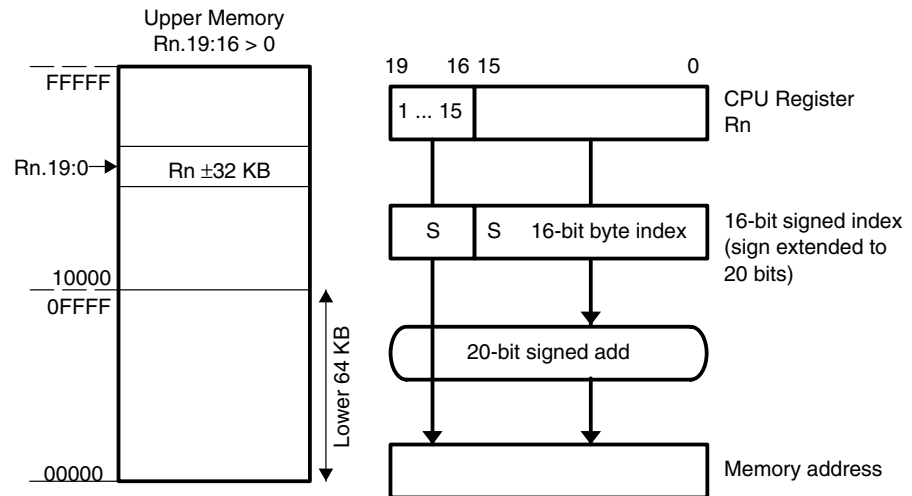 Upper Memory
Rn.19:16 > 0
FFFFF
Rn.19:0
Rn ±32 KB
10000
0FFFF
Lower 64 KB
00000
19 16 15 0
1 ... 15
CPU Register
Rn
S S 16-bit byte index
16-bit signed index
(sign extended to
20 bits)
20-bit signed add
Memory address